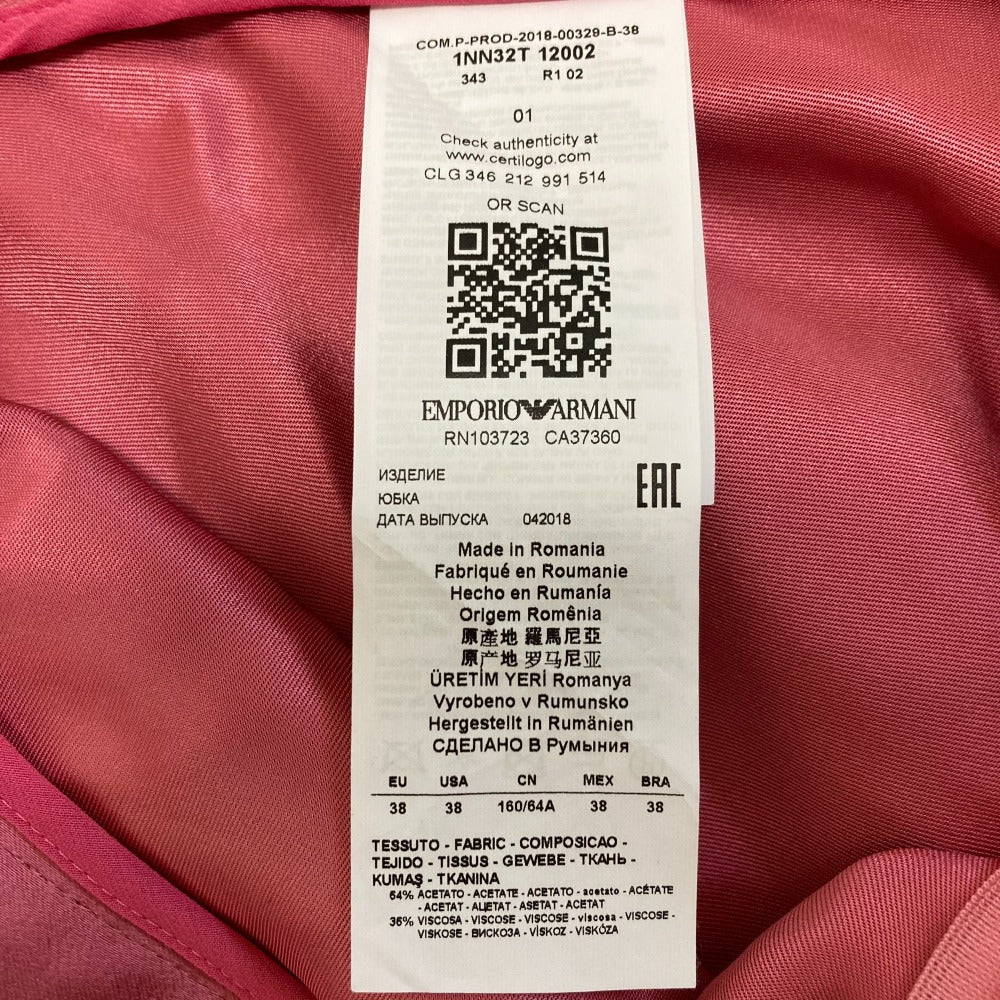 COM.P-PROD-2018-00329-B-38
1NN32T 12002
343 R1 02
01
Check authenticity at
www.certilogo.com
CLG 346 212 991 514
OR SCAN
EMPORIO ARMANI
RN103723 CA37360
ИЗДЕЛИЕ
ЮБКА
EAC
ДАТА ВЫПУСКА 042018
Made in Romania
Fabriqué en Roumanie
Hecho en Rumanía
Origem Romênia
原產地 羅馬尼亞
原产地 罗马尼亚
ÜRETİM YERİ Romanya
Vyrobeno v Rumunsko
Hergestellt in Rumänien
СДЕЛАНО В Румыния
EU USA CN MEX BRA
38 38 160/64A 38 38
TESSUTO - FABRIC - COMPOSICAO -
TEJIDO - TISSUS - GEWEBE - ТКАНЬ -
KUMAŞ - TKANINA
64% ACETATO - ACETATE - ACETATO - acetato - ACÉTATE
- ACETAT - АЦЕТАТ - ASETAT - ACETAT
36% VISCOSA - VISCOSE - VISCOSE - viscosa - VISCOSE -
VISKOSE - ВИСКОЗА - VİSKOZ - VISKÓZA